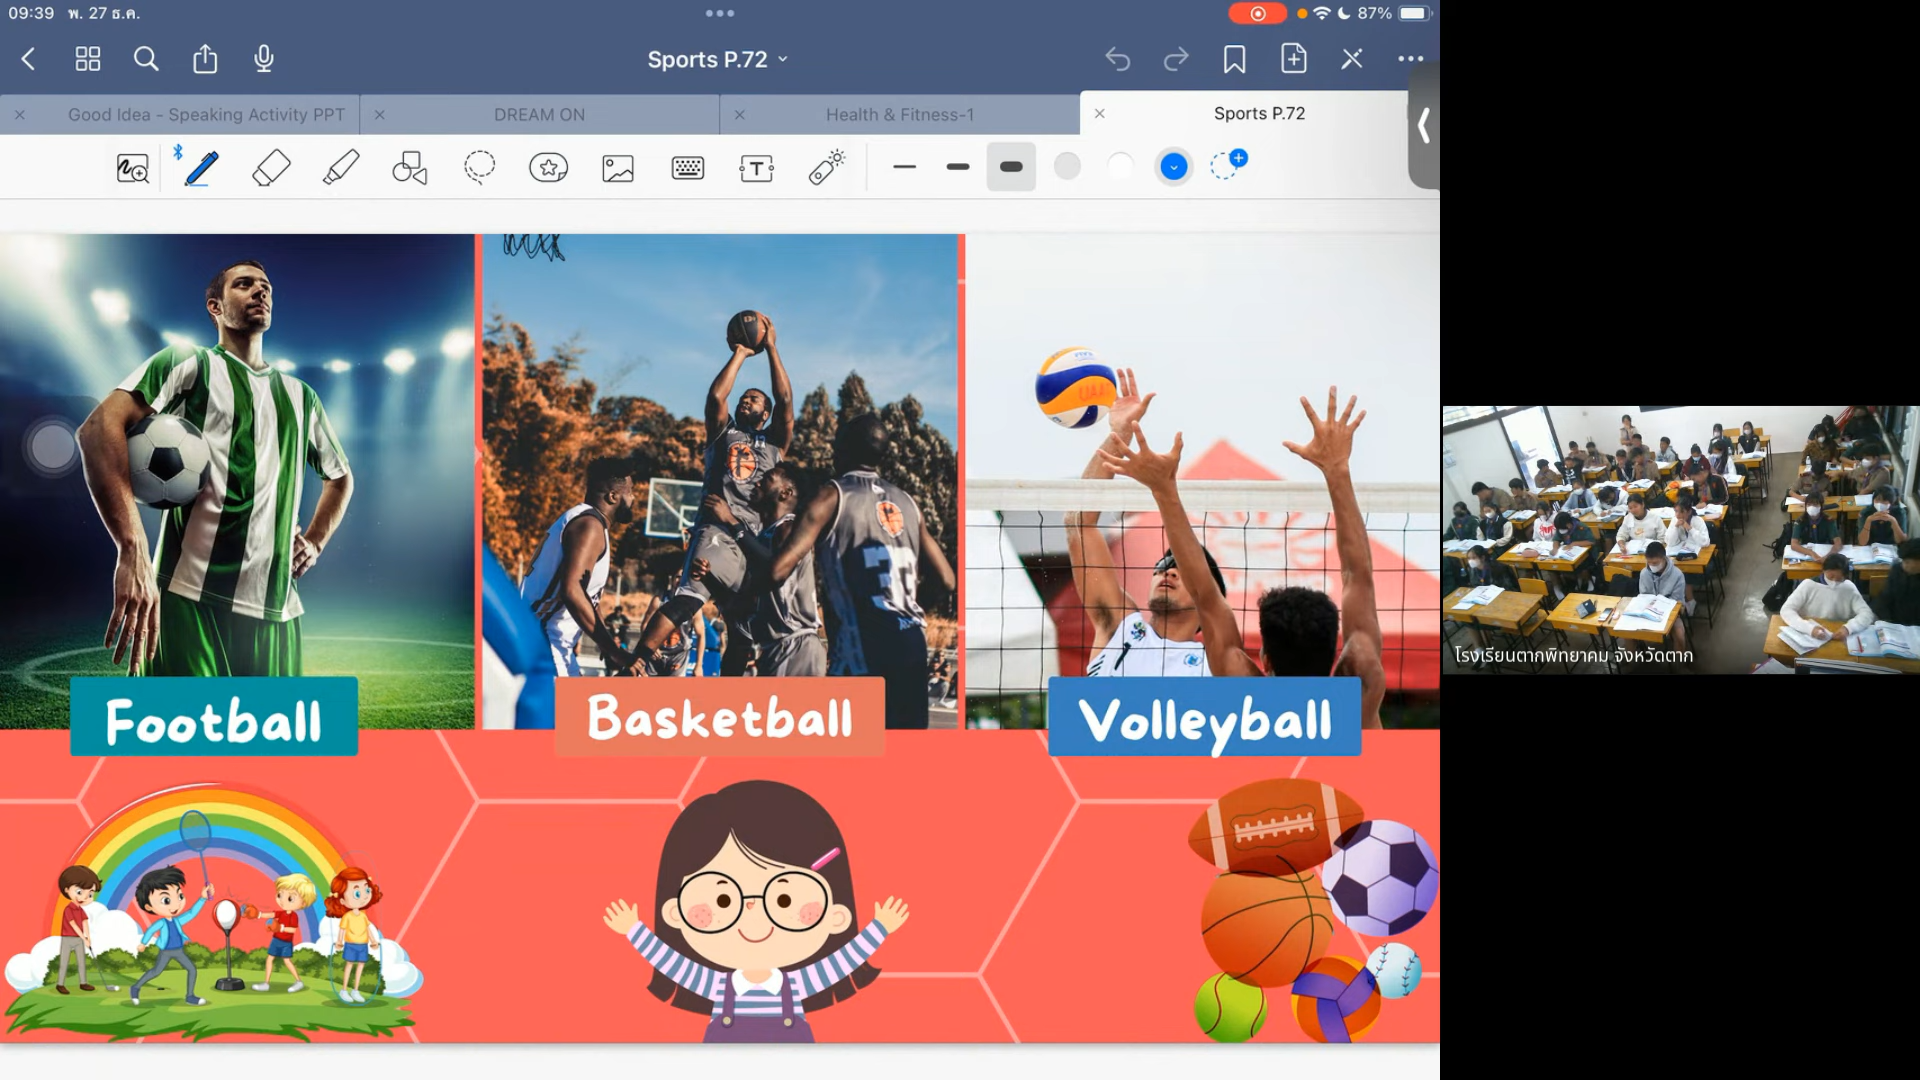 09:39 พ. 27 ธ.ค.
87%
Sports P.72
Good Idea - Speaking Activity PPT
DREAM ON
Health & Fitness-1
Sports P.72
Football
Basketball
Volleyball
โรงเรียนตากพิทยาคม จังหวัดตาก